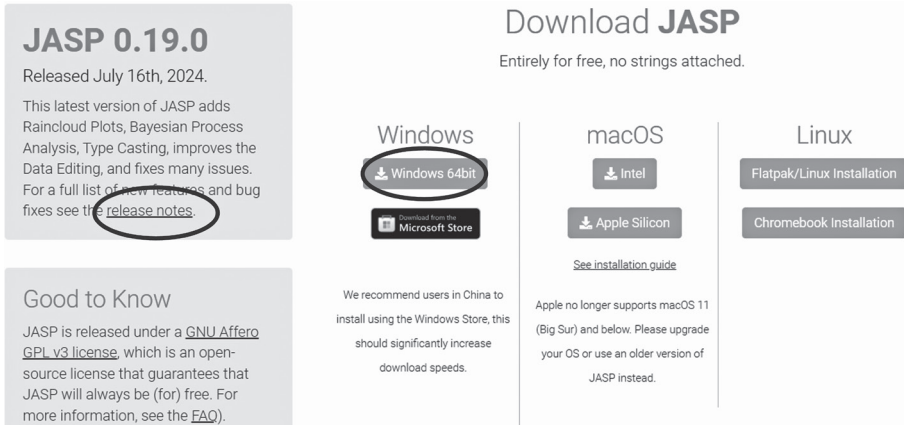 JASP 0.19.0
Released July 16th, 2024.
This latest version of JASP adds
Raincloud Plots, Bayesian Process
Analysis, Type Casting, improves the
Data Editing, and fixes many issues.
For a full list of new features and bug
fixes see the release notes.
Good to Know
JASP is released under a GNU Affero
GPL v3 license, which is an open-
source license that guarantees that
JASP will always be (for) free. For
more information, see the FAQ).
Download JASP
Entirely for free, no strings attached.
Windows
Windows 64bit
Download from the
Microsoft Store
We recommend users in China to
install using the Windows Store, this
should significantly increase
download speeds.
macOS
Intel
Apple Silicon
See installation guide
Apple no longer supports macOS 11
(Big Sur) and below. Please upgrade
your OS or use an older version of
JASP instead.
Linux
Flatpak/Linux Installation
Chromebook Installation